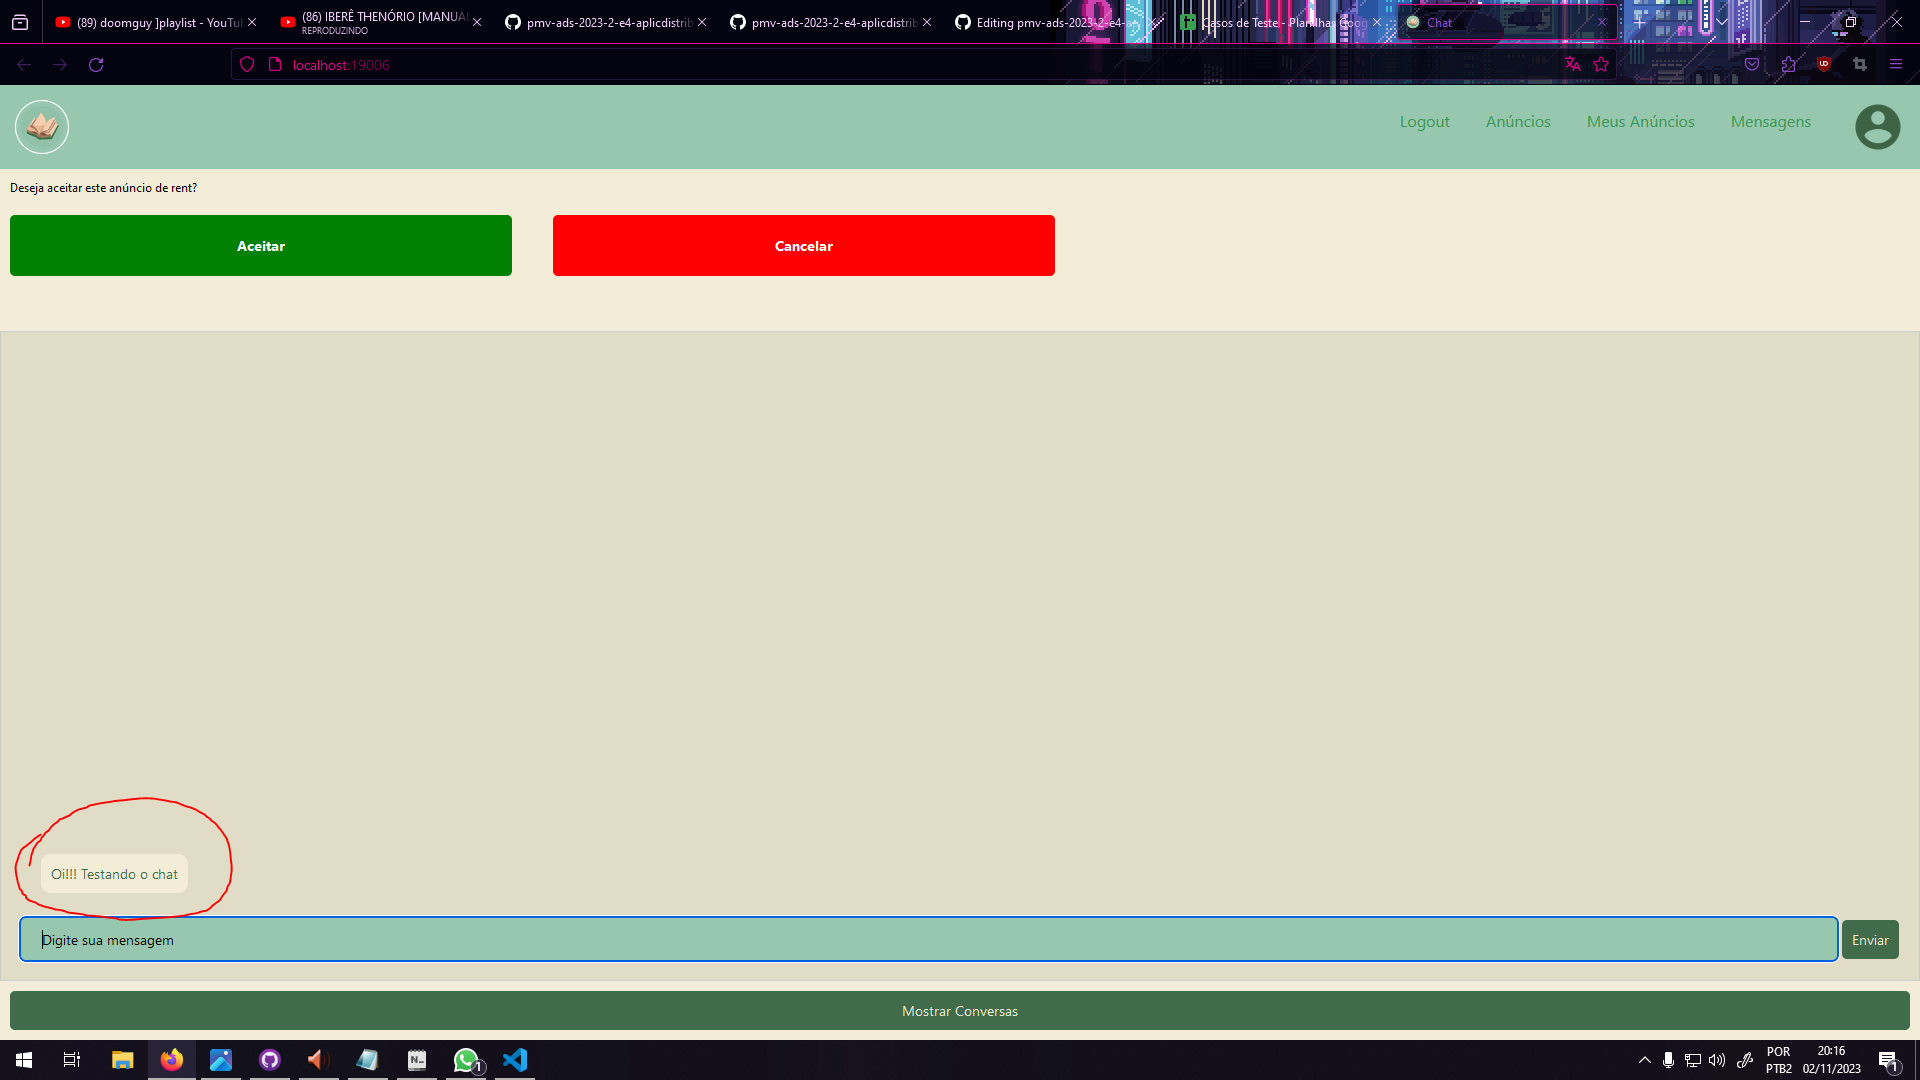 (89) doomguy ]playlist - YouTu
(86) IBERÊ THENÓRIO [MANUA
REPRODUZINDO
pmv-ads-2023-2-e4-aplicdistrib
pmv-ads-2023-2-e4-aplicdistrib
Editing pmv-ads-2023-2-e4-a
Casos de Teste - Planilhas Goog
Chat
localhost:19006
Logout
Anúncios
Meus Anúncios
Mensagens
Deseja aceitar este anúncio de rent?
Aceitar
Cancelar
Oi!!! Testando o chat
Digite sua mensagem
Enviar
Mostrar Conversas
1
POR
PTB2
20:16
02/11/2023
1